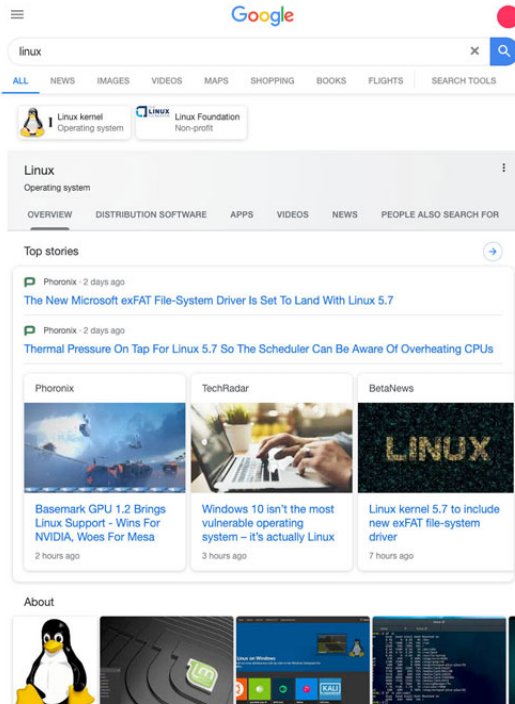 Google
linux
ALL NEWS IMAGES VIDEOS MAPS SHOPPING BOOKS FLIGHTS SEARCH TOOLS
Linux kernel
Operating system
LINUX
Linux Foundation
Non-profit
Linux
Operating system
OVERVIEW DISTRIBUTION SOFTWARE APPS VIDEOS NEWS PEOPLE ALSO SEARCH FOR
Top stories
Phoronix · 2 days ago
The New Microsoft exFAT File-System Driver Is Set To Land With Linux 5.7
Phoronix · 2 days ago
Thermal Pressure On Tap For Linux 5.7 So The Scheduler Can Be Aware Of Overheating CPUs
Phoronix
Basemark GPU 1.2 Brings
Linux Support - Wins For
NVIDIA, Woes For Mesa
2 hours ago
TechRadar
Windows 10 isn't the most
vulnerable operating
system – it's actually Linux
3 hours ago
BetaNews
LINUX
Linux kernel 5.7 to include
new exFAT file-system
driver
7 hours ago
About
Linux on Windows
KALI